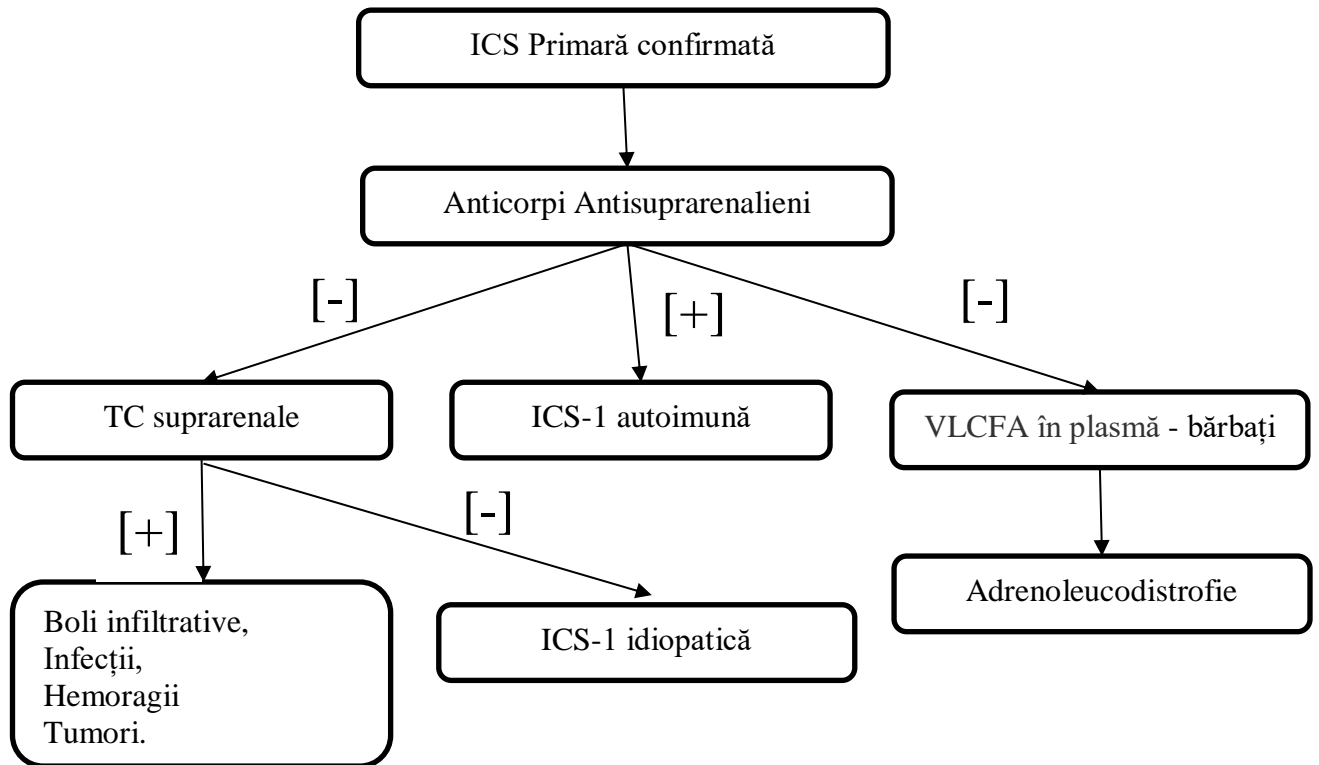 ICS Primară confirmată
Anticorpi Antisuprarenalieni
[-]
[+]
[-]
TC suprarenale
ICS-1 autoimună
VLCFA în plasmă - bărbați
[+]
[-]
Boli infiltrative,
Infecții,
Hemoragii
Tumori.
ICS-1 idiopatică
Adrenoleucodistrofie